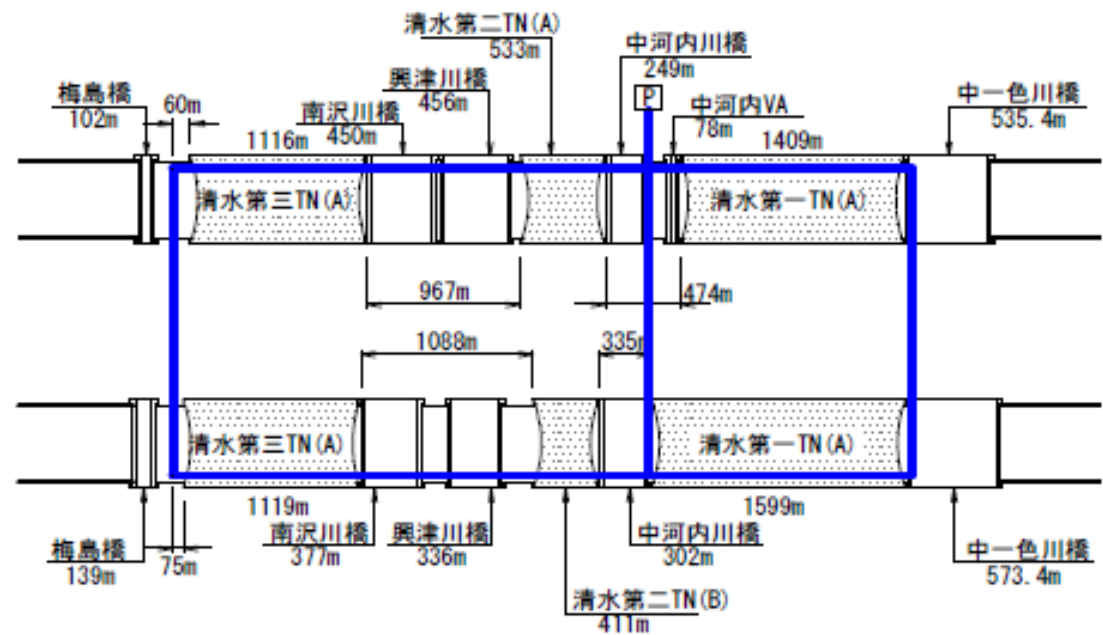 清水第二TN(A)
533m
中河内川橋
249m
梅島橋
102m
60m
興津川橋
456m
南沢川橋
450m
P
中河内VA
78m
中一色川橋
535.4m
1116m
1409m
清水第三TN(A)
清水第一TN(A)
967m
474m
1088m
335m
清水第三TN(A)
清水第一TN(A)
1119m
1599m
梅島橋
139m
75m
南沢川橋
377m
興津川橋
336m
中河内川橋
302m
中一色川橋
573.4m
清水第二TN(B)
411m